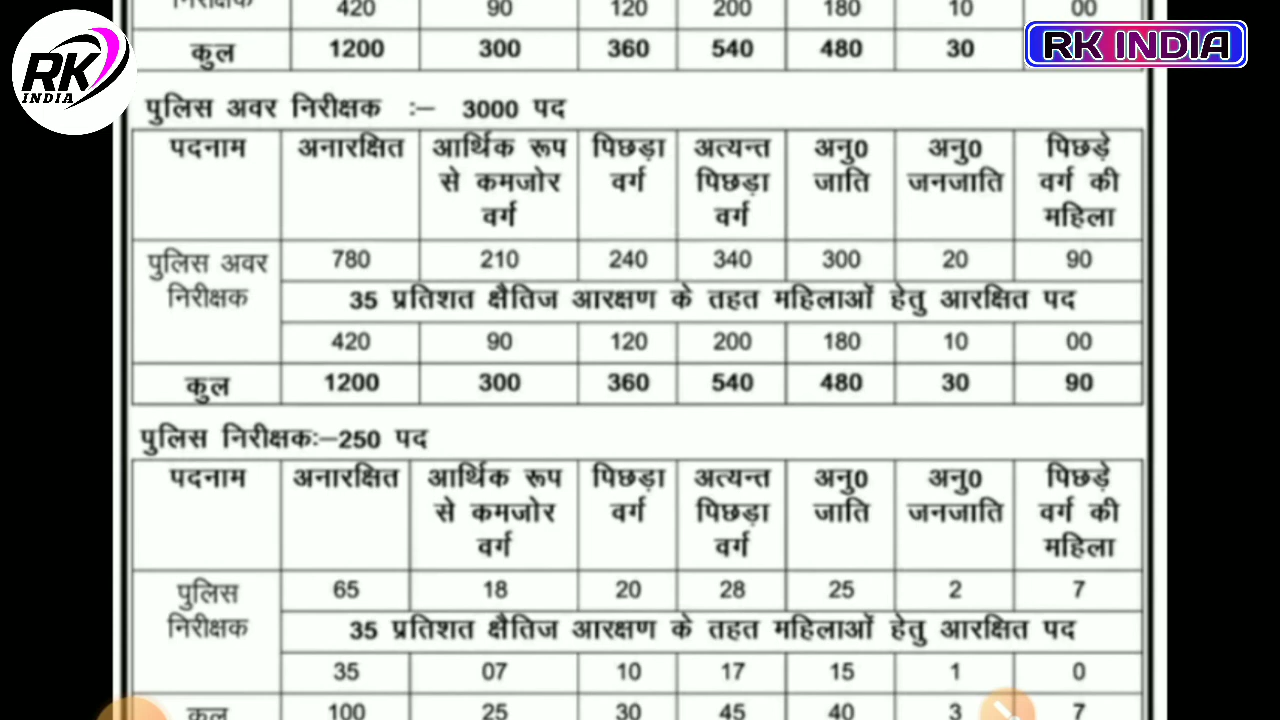 निरीक्षक 420 90 120 200 180 10 00
कुल 1200 300 360 540 480 30
RK
INDIA
RK INDIA
पुलिस अवर निरीक्षक :— 3000 पद
पदनाम अनारक्षित आर्थिक रूप से कमजोर वर्ग पिछड़ा वर्ग अत्यन्त पिछड़ा वर्ग अनु0 जाति अनु0 जनजाति पिछड़े वर्ग की महिला
पुलिस अवर निरीक्षक 780 210 240 340 300 20 90
35 प्रतिशत क्षैतिज आरक्षण के तहत महिलाओं हेतु आरक्षित पद
420 90 120 200 180 10 00
कुल 1200 300 360 540 480 30 90
पुलिस निरीक्षक:—250 पद
पदनाम अनारक्षित आर्थिक रूप से कमजोर वर्ग पिछड़ा वर्ग अत्यन्त पिछड़ा वर्ग अनु0 जाति अनु0 जनजाति पिछड़े वर्ग की महिला
पुलिस निरीक्षक 65 18 20 28 25 2 7
35 प्रतिशत क्षैतिज आरक्षण के तहत महिलाओं हेतु आरक्षित पद
35 07 10 17 15 1 0
कुल 100 25 30 45 40 3 7